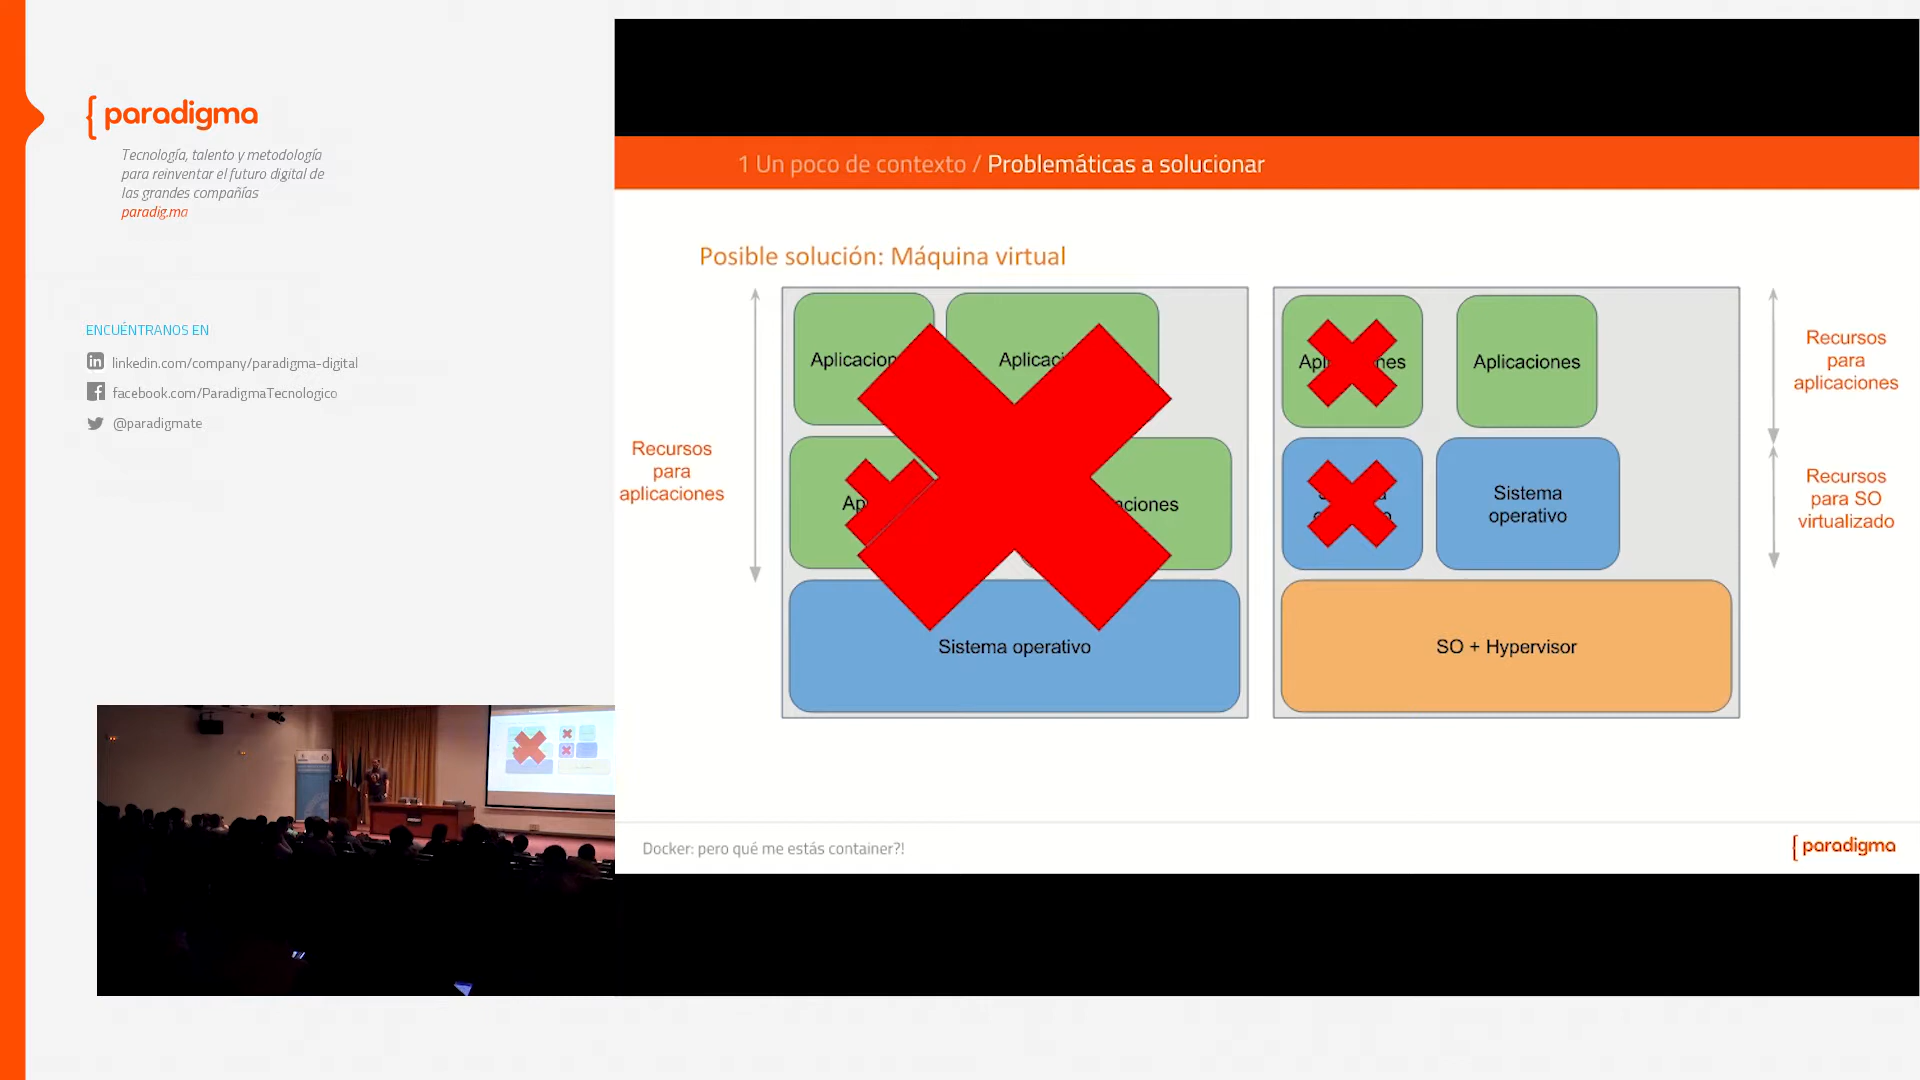 { paradigma
Tecnología, talento y metodología
para reinventar el futuro digital de
las grandes compañías
paradig.ma
ENCUÉNTRANOS EN
linkedin.com/company/paradigma-digital
facebook.com/ParadigmaTecnologico
@paradigmate
1 Un poco de contexto / Problemáticas a solucionar
Posible solución: Máquina virtual
Recursos
para
aplicaciones
Aplicacion
Aplicaci
Ap
aciones
Sistema operativo
Aplicaciones
Sistema
operativo
SO + Hypervisor
Recursos
para
aplicaciones
Recursos
para SO
virtualizado
Docker: pero qué me estás container?!
{ paradigma